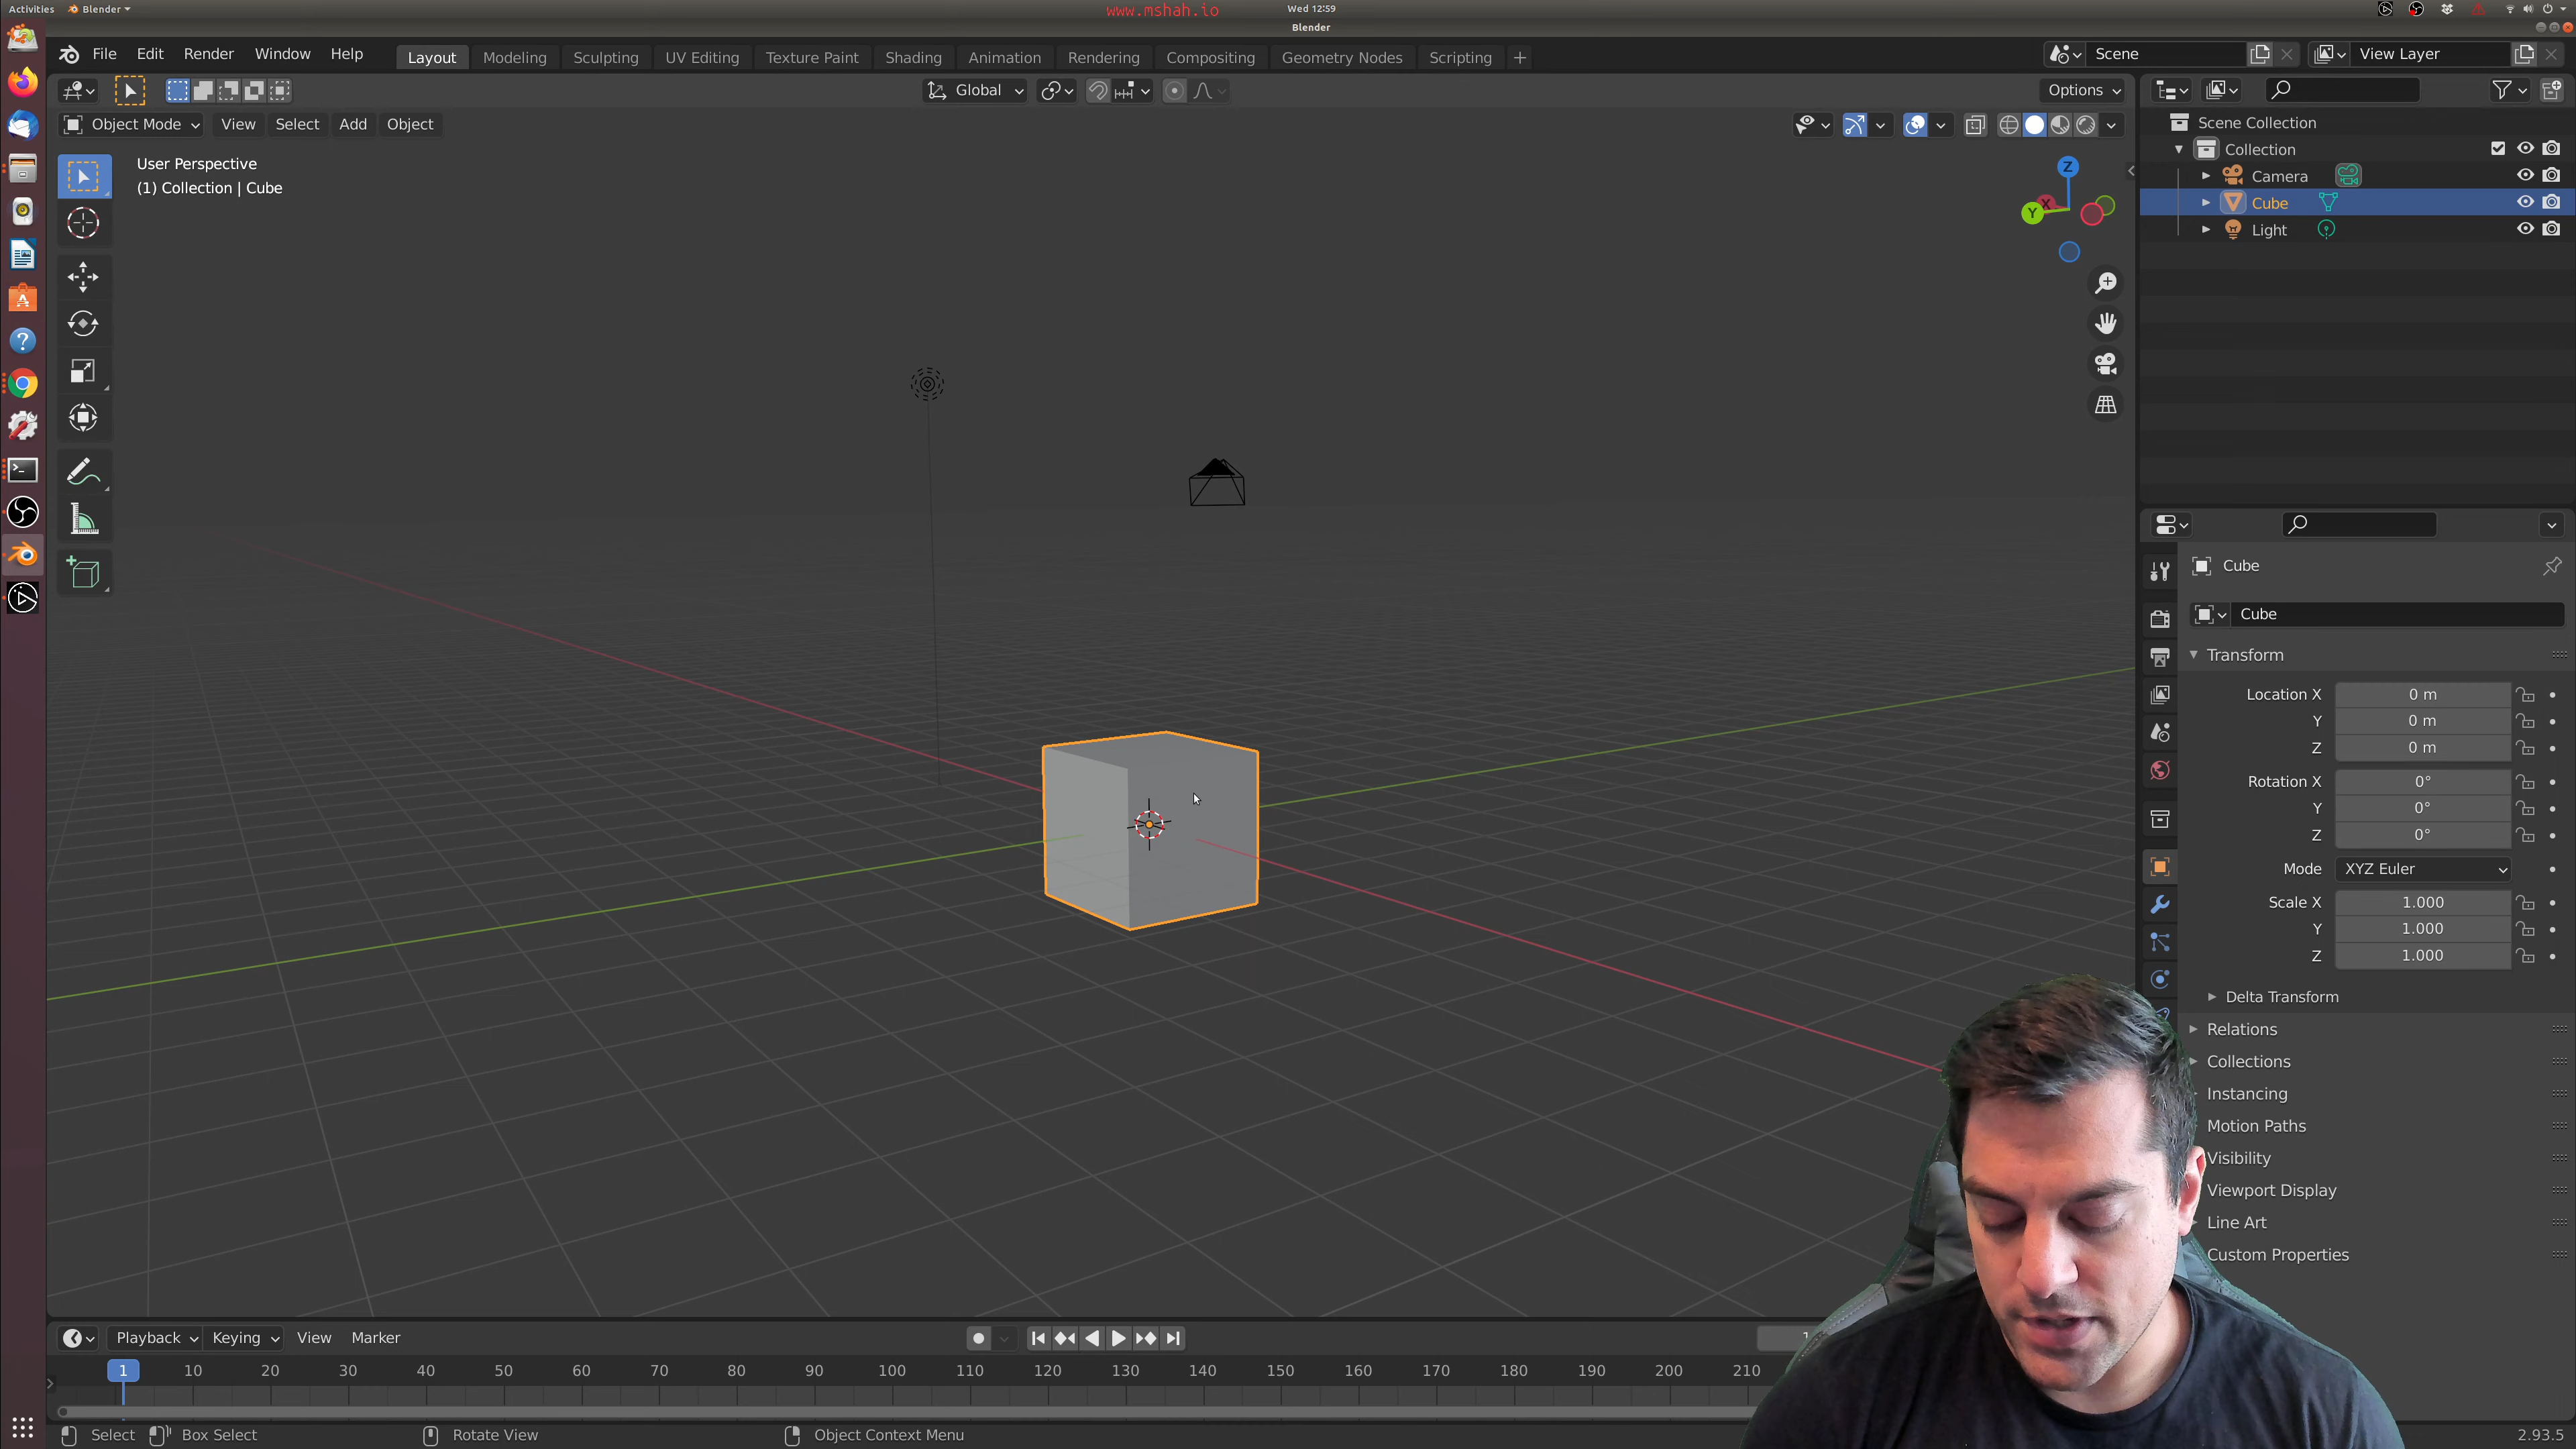 Activities Blender www.mshah.io Wed 12:59
Blender
File Edit Render Window Help Layout Modeling Sculpting UV Editing Texture Paint Shading Animation Rendering Compositing Geometry Nodes Scripting + Scene View Layer
Global Options
Object Mode View Select Add Object
User Perspective
(1) Collection | Cube
Z
X
Y
Scene Collection
Collection
Camera
Cube
Light
Cube
Cube
Transform
Location X 0 m
Y 0 m
Z 0 m
Rotation X 0°
Y 0°
Z 0°
Mode XYZ Euler
Scale X 1.000
Y 1.000
Z 1.000
Delta Transform
Relations
Collections
Instancing
Motion Paths
Visibility
Viewport Display
Line Art
Custom Properties
Playback Keying View Marker
1 10 20 30 40 50 60 70 80 90 100 110 120 130 140 150 160 170 180 190 200 210
Select Box Select Rotate View Object Context Menu 2.93.5